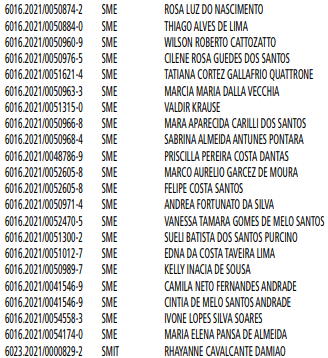 6016.2021/0050874-2 SME ROSA LUZ DO NASCIMENTO
6016.2021/0050884-0 SME THIAGO ALVES DE LIMA
6016.2021/0050960-9 SME WILSON ROBERTO CATTOZATTO
6016.2021/0050976-5 SME CILENE ROSA GUEDES DOS SANTOS
6016.2021/0051621-4 SME TATIANA CORTEZ GALLAFRIO QUATTRONE
6016.2021/0050963-3 SME MARCIA MARIA DALLA VECCHIA
6016.2021/0051315-0 SME VALDIR KRAUSE
6016.2021/0050966-8 SME MARA APARECIDA CARILLI DOS SANTOS
6016.2021/0050968-4 SME SABRINA ALMEIDA ANTUNES PONTARA
6016.2021/0048786-9 SME PRISCILLA PEREIRA COSTA DANTAS
6016.2021/0052605-8 SME MARCO AURELIO GARCEZ DE MOURA
6016.2021/0052605-8 SME FELIPE COSTA SANTOS
6016.2021/0050971-4 SME ANDREA FORTUNATO DA SILVA
6016.2021/0052470-5 SME VANESSA TAMARA GOMES DE MELO SANTOS
6016.2021/0051300-2 SME SUELI BATISTA DOS SANTOS PURCINO
6016.2021/0051012-7 SME EDNA DA COSTA TAVEIRA LIMA
6016.2021/0050989-7 SME KELLY INACIA DE SOUSA
6016.2021/0041546-9 SME CAMILA NETO FERNANDES ANDRADE
6016.2021/0041546-9 SME CINTIA DE MELO SANTOS ANDRADE
6016.2021/0054558-3 SME IVONE LOPES SILVA SOARES
6016.2021/0054174-0 SME MARIA ELENA PANSA DE ALMEIDA
6023.2021/0000829-2 SMIT RHAYANNE CAVALCANTE DAMIAO